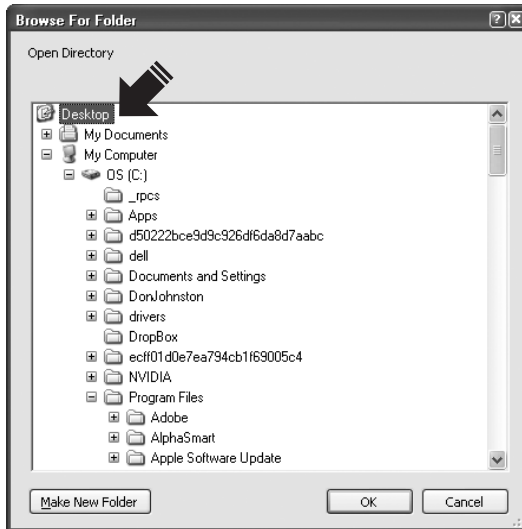 Browse For Folder
Open Directory
Desktop
My Documents
My Computer
OS (C:)
_rpcs
Apps
d50222bce9d9c926df6da8d7aabc
dell
Documents and Settings
DonJohnston
drivers
DropBox
ecff01d0e7ea794cb1f69005c4
NVIDIA
Program Files
Adobe
AlphaSmart
Apple Software Update
Make New Folder OK Cancel